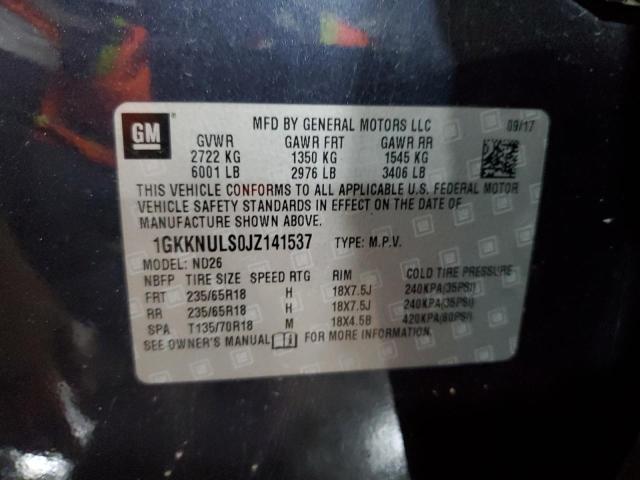 GM
MFD BY GENERAL MOTORS LLC 09/17
GVWR GAWR FRT GAWR RR
2722 KG 1350 KG 1545 KG
6001 LB 2976 LB 3406 LB
THIS VEHICLE CONFORMS TO ALL APPLICABLE U.S. FEDERAL MOTOR
VEHICLE SAFETY STANDARDS IN EFFECT ON THE DATE OF
MANUFACTURE SHOWN ABOVE.
1GKKNULS0JZ141537 TYPE: M.P.V.
MODEL: ND26
NBFP TIRE SIZE SPEED RTG RIM COLD TIRE PRESSURE
FRT 235/65R18 H 18X7.5J 240KPA(35PSI)
RR 235/65R18 H 18X7.5J 240KPA(35PSI)
SPA T135/70R18 M 18X4.5B 420KPA(60PSI)
SEE OWNER'S MANUAL FOR MORE INFORMATION.